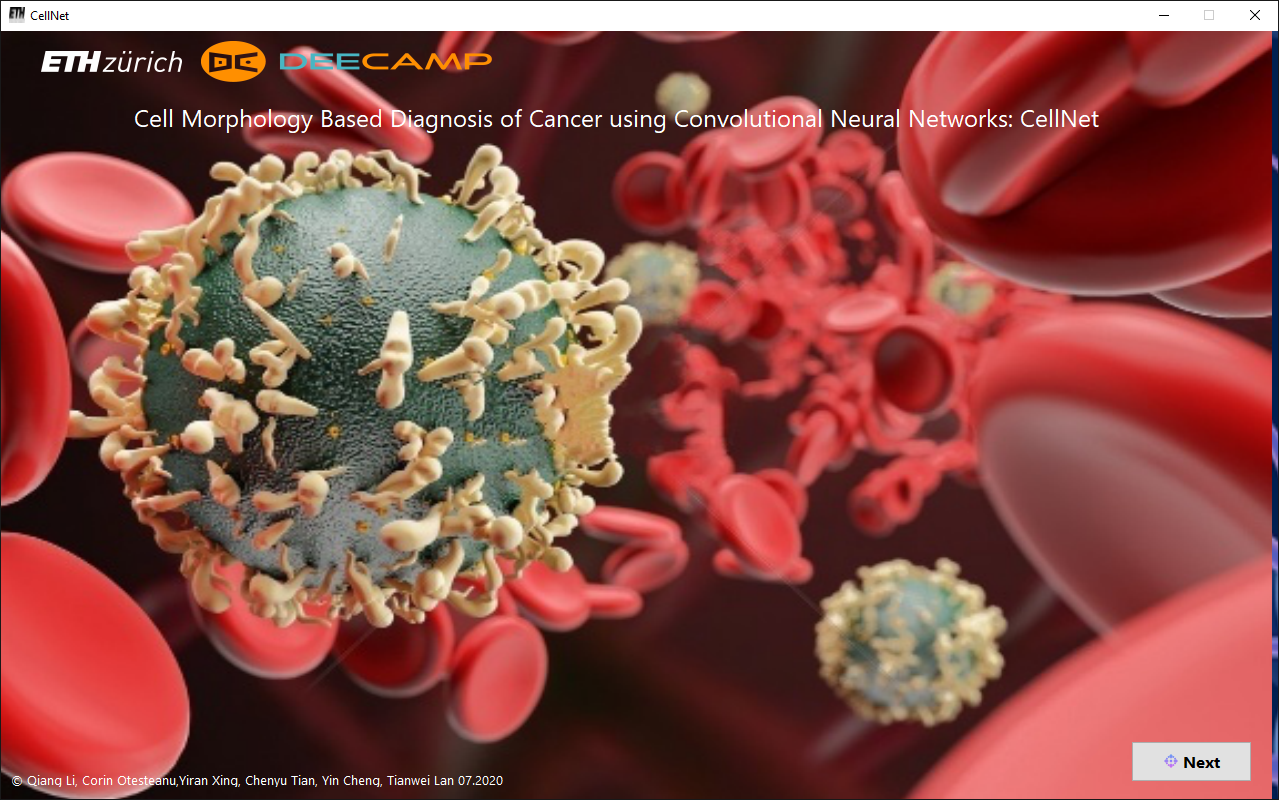 CellNet
ETH zürich DC DEECAMP
Cell Morphology Based Diagnosis of Cancer using Convolutional Neural Networks: CellNet
Next
© Qiang Li, Corin Otesteanu,Yiran Xing, Chenyu Tian, Yin Cheng, Tianwei Lan 07.2020